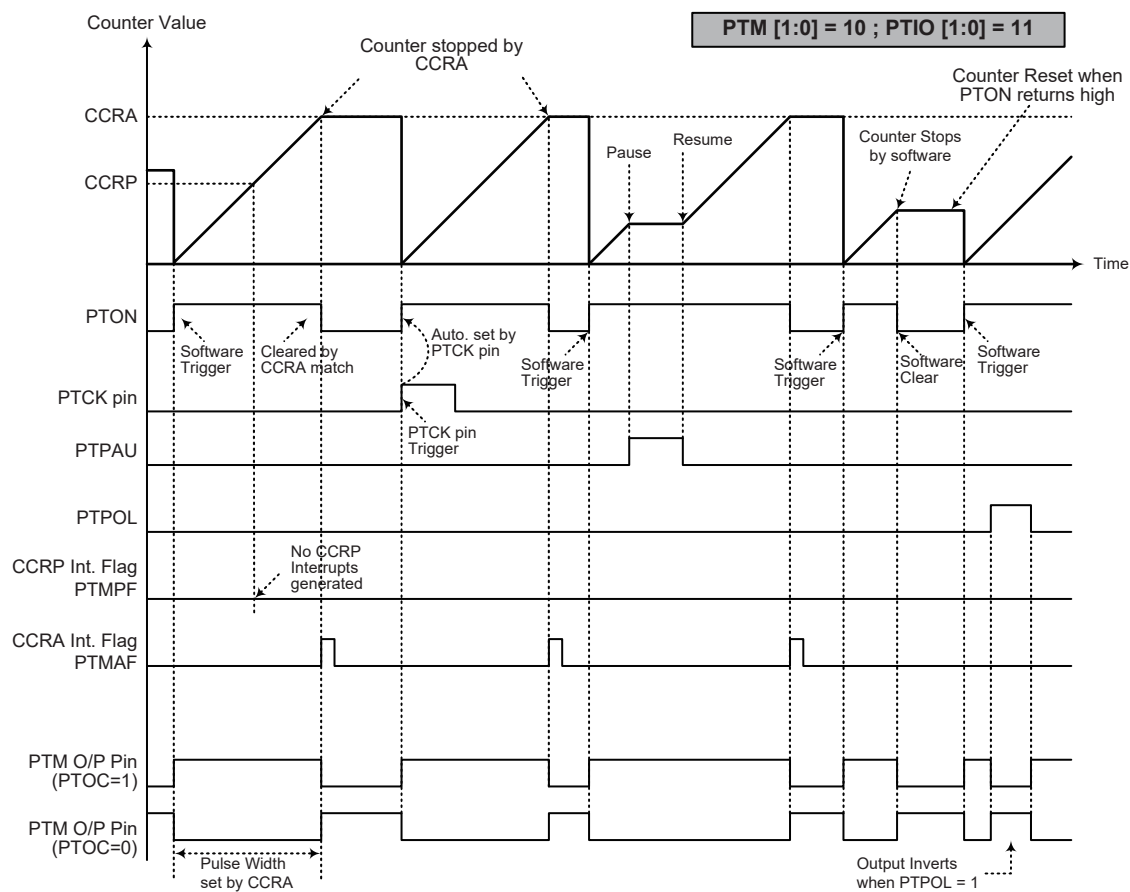 Counter Value
PTM [1:0] = 10 ; PTIO [1:0] = 11
Counter stopped by
CCRA
Counter Reset when
PTON returns high
CCRA
Pause
Resume
Counter Stops
by software
CCRP
Time
PTON
Software
Trigger
Cleared by
CCRA match
Auto. set by
PTCK pin
Software
Trigger
Software
Trigger
Software
Clear
Software
Trigger
PTCK pin
PTCK pin
Trigger
PTPAU
PTPOL
CCRP Int. Flag
PTMPF
No CCRP
Interrupts
generated
CCRA Int. Flag
PTMAF
PTM O/P Pin
(PTOC=1)
PTM O/P Pin
(PTOC=0)
Pulse Width
set by CCRA
Output Inverts
when PTPOL = 1